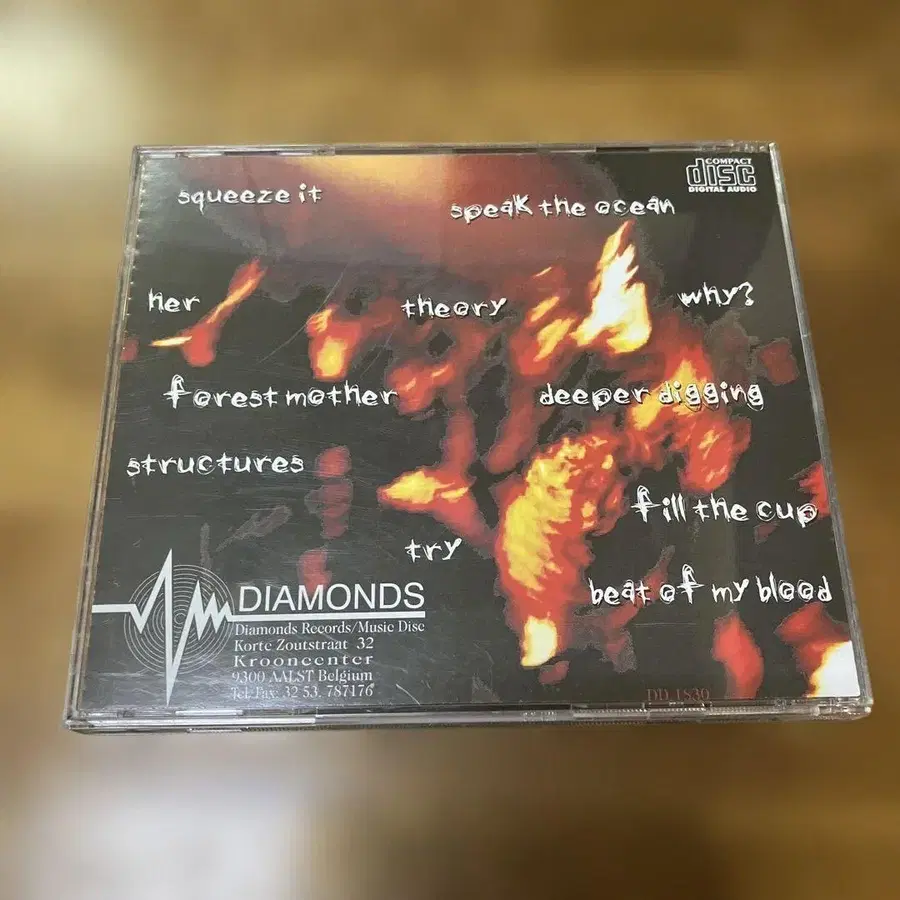 COMPACT
disc
DIGITAL AUDIO
squeeze it
speak the ocean
her
theory
why?
forest mother
deeper digging
structures
fill the cup
try
beat of my blood
DIAMONDS
Diamonds Records/Music Disc
Korte Zoutstraat 32
Krooncenter
9300 AALST Belgium
Tel. Fax: 32 53. 787176
DD 1830